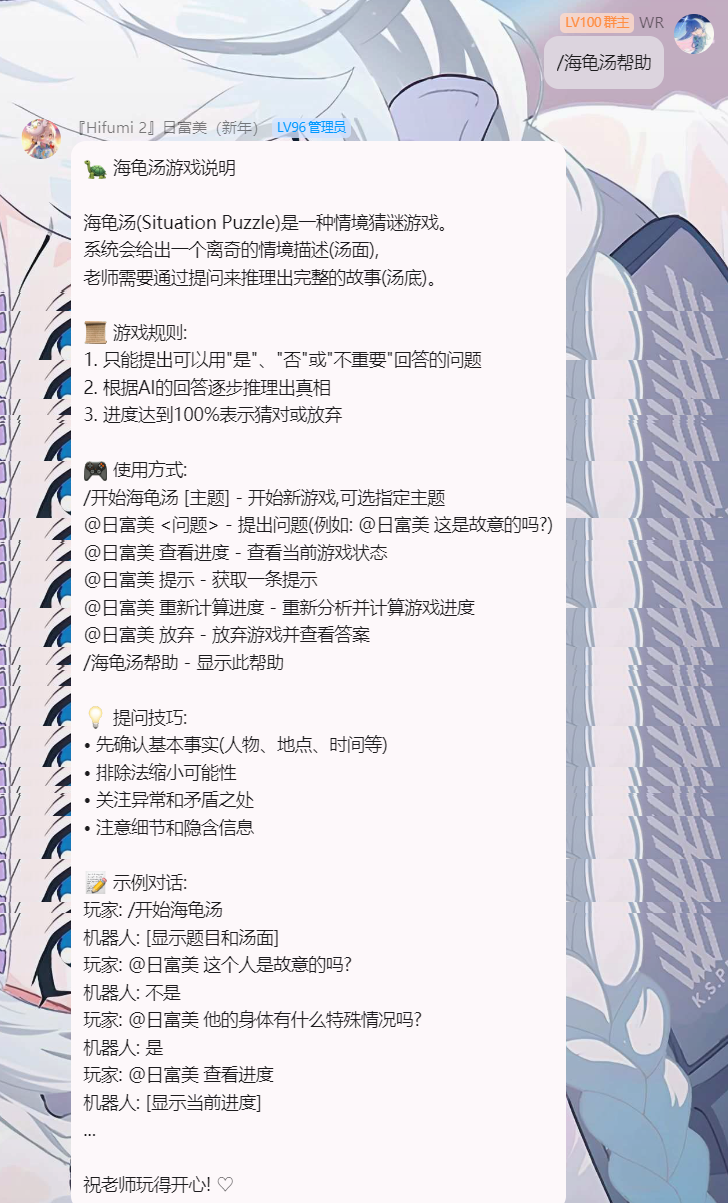 LV100 群主 WR
/海龟汤帮助
『Hifumi 2』日富美（新年） LV96 管理员
🐢 海龟汤游戏说明
海龟汤(Situation Puzzle)是一种情境猜谜游戏。
系统会给出一个离奇的情境描述(汤面),
老师需要通过提问来推理出完整的故事(汤底)。
📜 游戏规则:
1. 只能提出可以用"是"、"否"或"不重要"回答的问题
2. 根据AI的回答逐步推理出真相
3. 进度达到100%表示猜对或放弃
🎮 使用方式:
/开始海龟汤 [主题] - 开始新游戏,可选指定主题
@日富美 <问题> - 提出问题(例如: @日富美 这是故意的吗?)
@日富美 查看进度 - 查看当前游戏状态
@日富美 提示 - 获取一条提示
@日富美 重新计算进度 - 重新分析并计算游戏进度
@日富美 放弃 - 放弃游戏并查看答案
/海龟汤帮助 - 显示此帮助
💡 提问技巧:
• 先确认基本事实(人物、地点、时间等)
• 排除法缩小可能性
• 关注异常和矛盾之处
• 注意细节和隐含信息
📝 示例对话:
玩家: /开始海龟汤
机器人: [显示题目和汤面]
玩家: @日富美 这个人是故意的吗?
机器人: 不是
玩家: @日富美 他的身体有什么特殊情况吗?
机器人: 是
玩家: @日富美 查看进度
机器人: [显示当前进度]
...
祝老师玩得开心! ♡